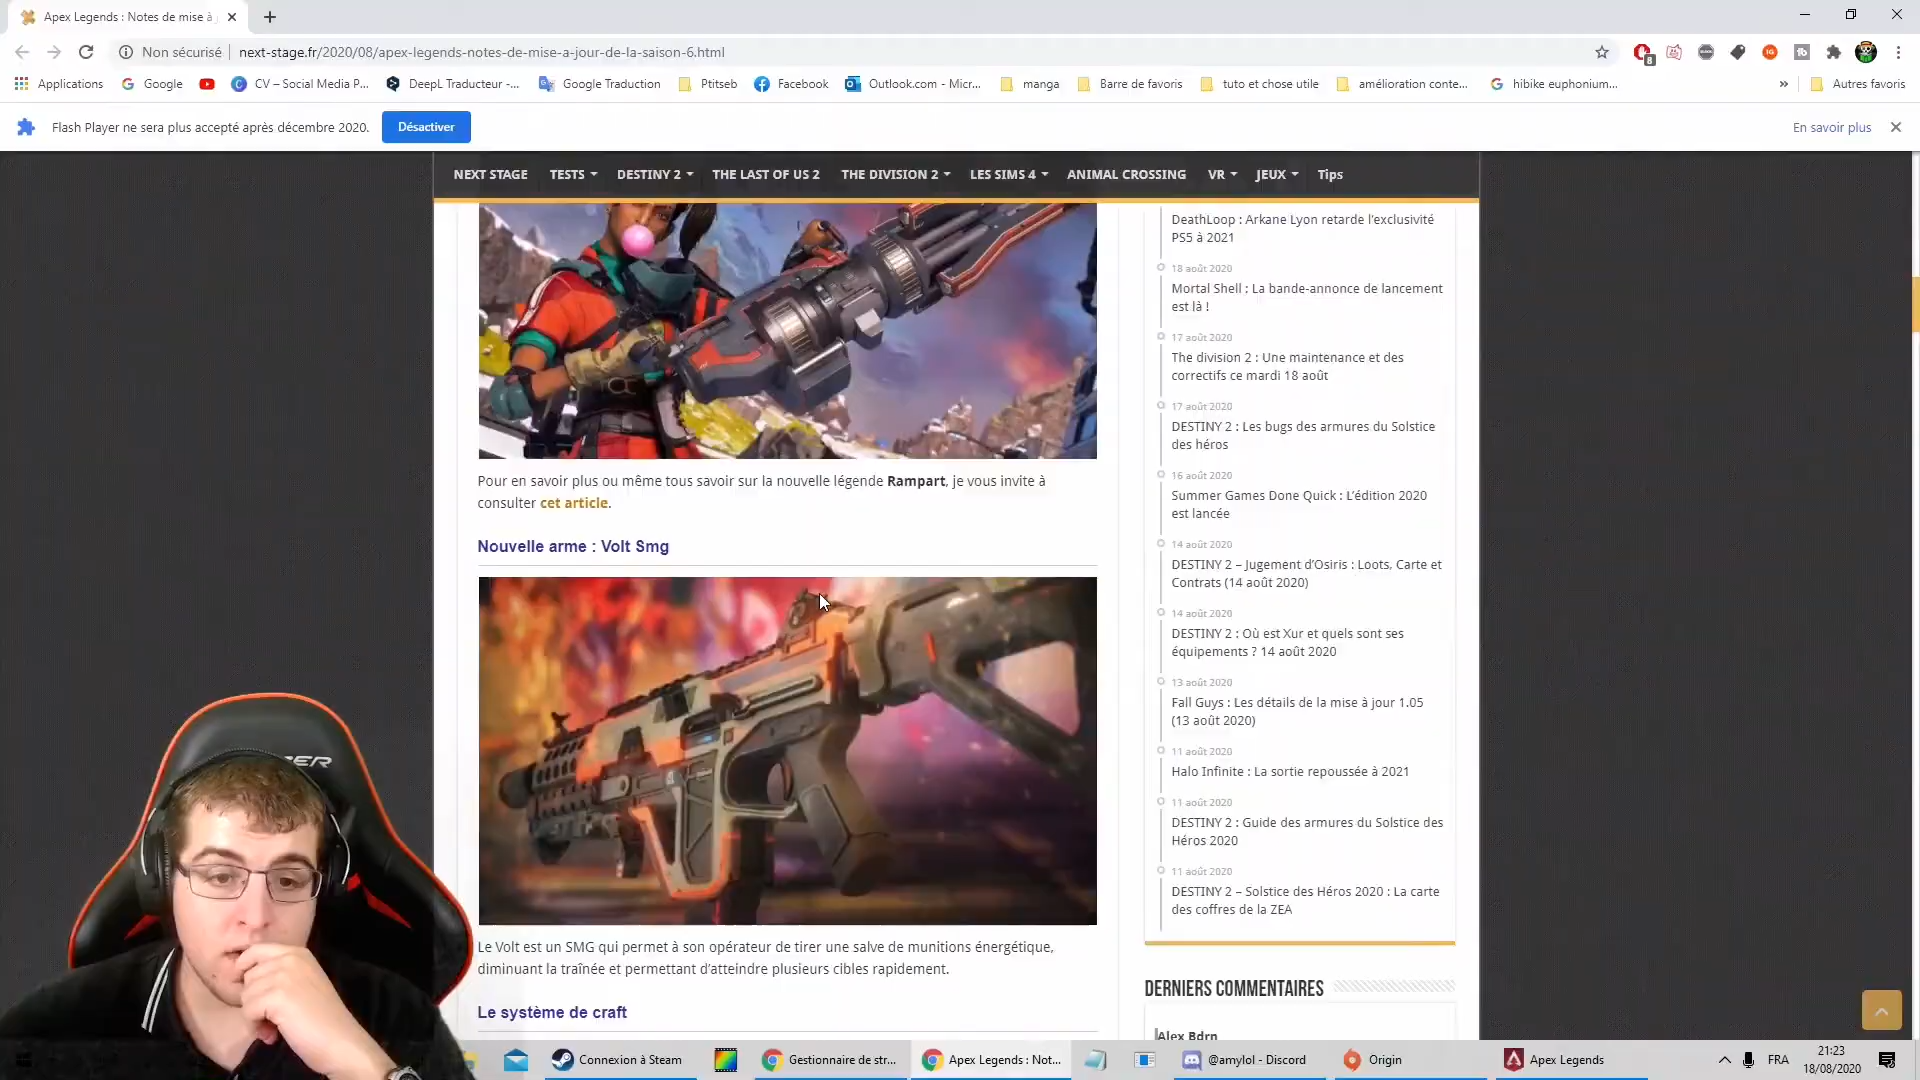 Apex Legends : Notes de mise à
Non sécurisé
next-stage.fr/2020/08/apex-legends-notes-de-mise-a-jour-de-la-saison-6.html
8
Applications
Google
CV – Social Media P...
DeepL Traducteur -...
Google Traduction
Ptitseb
Facebook
Outlook.com - Micr...
manga
Barre de favoris
tuto et chose utile
amélioration conte...
hibike euphonium...
»
Autres favoris
Flash Player ne sera plus accepté après décembre 2020.
Désactiver
En savoir plus
NEXT STAGE
TESTS
DESTINY 2
THE LAST OF US 2
THE DIVISION 2
LES SIMS 4
ANIMAL CROSSING
VR
JEUX
Tips
Pour en savoir plus ou même tous savoir sur la nouvelle légende Rampart, je vous invite à
consulter cet article.
Nouvelle arme : Volt Smg
Le Volt est un SMG qui permet à son opérateur de tirer une salve de munitions énergétique,
diminuant la traînée et permettant d'atteindre plusieurs cibles rapidement.
Le système de craft
DeathLoop : Arkane Lyon retarde l'exclusivité
PS5 à 2021
18 août 2020
Mortal Shell : La bande-annonce de lancement
est là !
17 août 2020
The division 2 : Une maintenance et des
correctifs ce mardi 18 août
17 août 2020
DESTINY 2 : Les bugs des armures du Solstice
des héros
16 août 2020
Summer Games Done Quick : L'édition 2020
est lancée
14 août 2020
DESTINY 2 – Jugement d'Osiris : Loots, Carte et
Contrats (14 août 2020)
14 août 2020
DESTINY 2 : Où est Xur et quels sont ses
équipements ? 14 août 2020
13 août 2020
Fall Guys : Les détails de la mise à jour 1.05
(13 août 2020)
11 août 2020
Halo Infinite : La sortie repoussée à 2021
11 août 2020
DESTINY 2 : Guide des armures du Solstice des
Héros 2020
11 août 2020
DESTINY 2 – Solstice des Héros 2020 : La carte
des coffres de la ZEA
DERNIERS COMMENTAIRES
Alex Bdrn
Connexion à Steam
Gestionnaire de str...
Apex Legends : Not...
@amylol - Discord
Origin
Apex Legends
FRA
21:23
18/08/2020